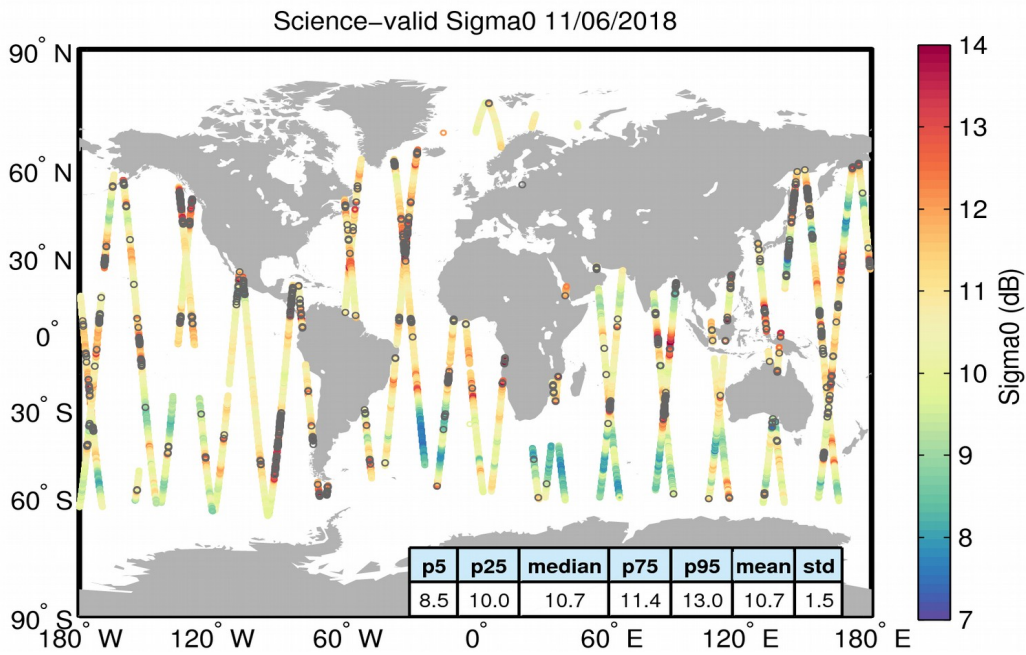 Science−valid Sigma0 11/06/2018
90° N
60° N
30° N
0°
30° S
60° S
90° S
180° W
120° W
60° W
0°
60° E
120° E
180° E
p5 p25 median p75 p95 mean std
8.5 10.0 10.7 11.4 13.0 10.7 1.5
14
13
12
11
10
9
8
7
Sigma0 (dB)